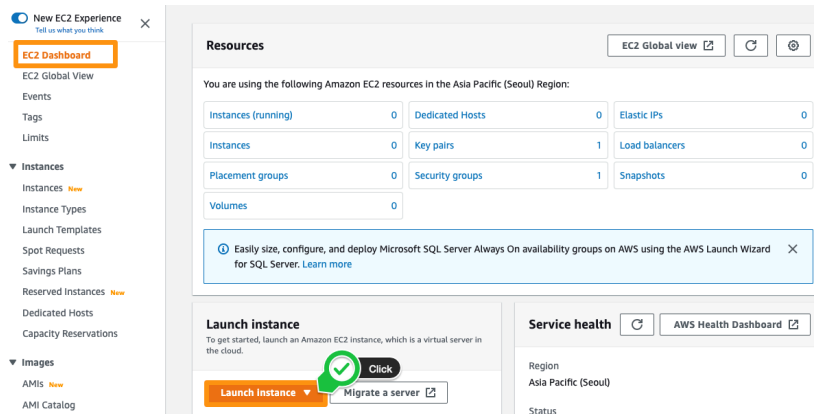 New EC2 Experience
Tell us what you think
EC2 Dashboard
EC2 Global View
Events
Tags
Limits
Instances
Instances New
Instance Types
Launch Templates
Spot Requests
Savings Plans
Reserved Instances New
Dedicated Hosts
Capacity Reservations
Images
AMIs New
AMI Catalog
Resources
EC2 Global view
You are using the following Amazon EC2 resources in the Asia Pacific (Seoul) Region:
Instances (running) 0
Dedicated Hosts 0
Elastic IPs 0
Instances 0
Key pairs 1
Load balancers 0
Placement groups 0
Security groups 1
Snapshots 0
Volumes 0
Easily size, configure, and deploy Microsoft SQL Server Always On availability groups on AWS using the AWS Launch Wizard
for SQL Server. Learn more
Launch instance
To get started, launch an Amazon EC2 instance, which is a virtual server in
the cloud.
Click
Launch instance
Migrate a server
Service health
AWS Health Dashboard
Region
Asia Pacific (Seoul)
Status